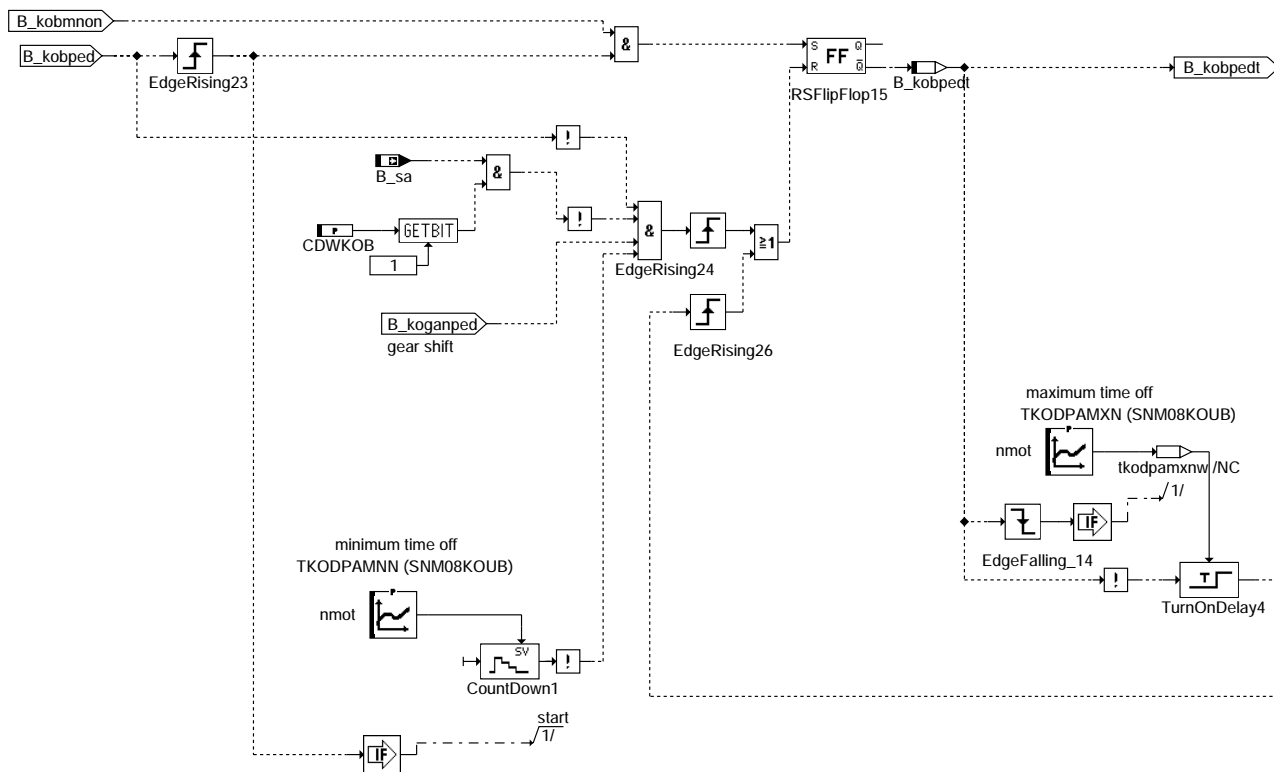 B_kobmnon
B_kobped
EdgeRising23
&
S Q
FF
R Q
RSFlipFlop15
B_kobpedt
B_kobpedt
!
B_sa
&
CDWKOB
P
GETBIT
1
!
&
EdgeRising24
≥1
B_koganped
gear shift
EdgeRising26
maximum time off
TKODPAMXN (SNM08KOUB)
P
nmot
tkodpamxnw /NC
1/
IF
EdgeFalling_14
!
T
TurnOnDelay4
minimum time off
TKODPAMNN (SNM08KOUB)
P
nmot
SV
!
CountDown1
start
1/
IF